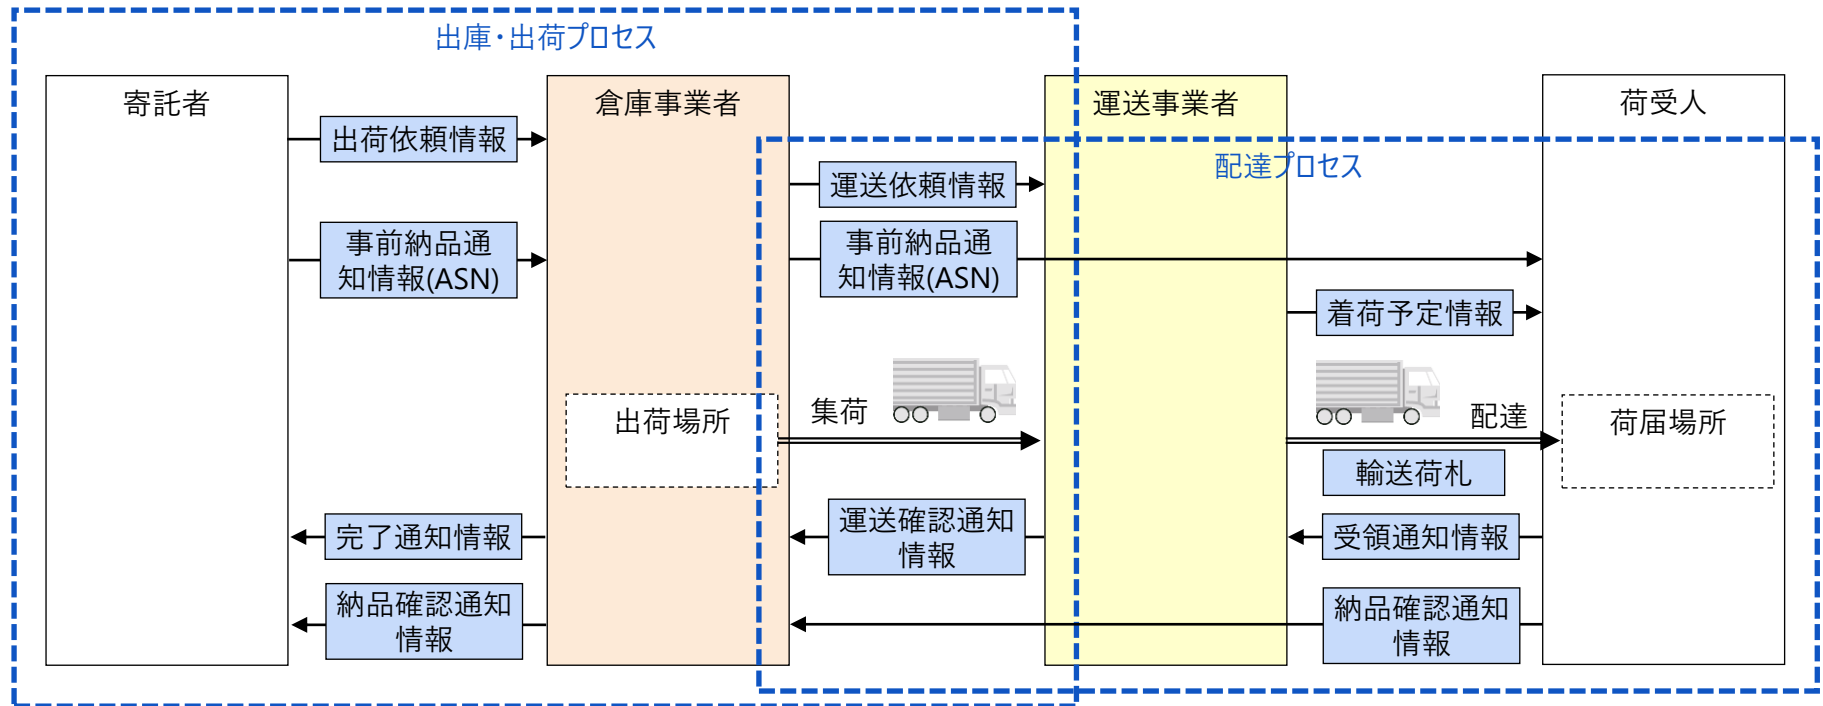 出庫・出荷プロセス
寄託者
倉庫事業者
運送事業者
荷受人
出荷依頼情報
配達プロセス
運送依頼情報
事前納品通
知情報(ASN)
事前納品通
知情報(ASN)
着荷予定情報
出荷場所
集荷
配達
荷届場所
輸送荷札
完了通知情報
運送確認通知
情報
受領通知情報
納品確認通知
情報
納品確認通知
情報